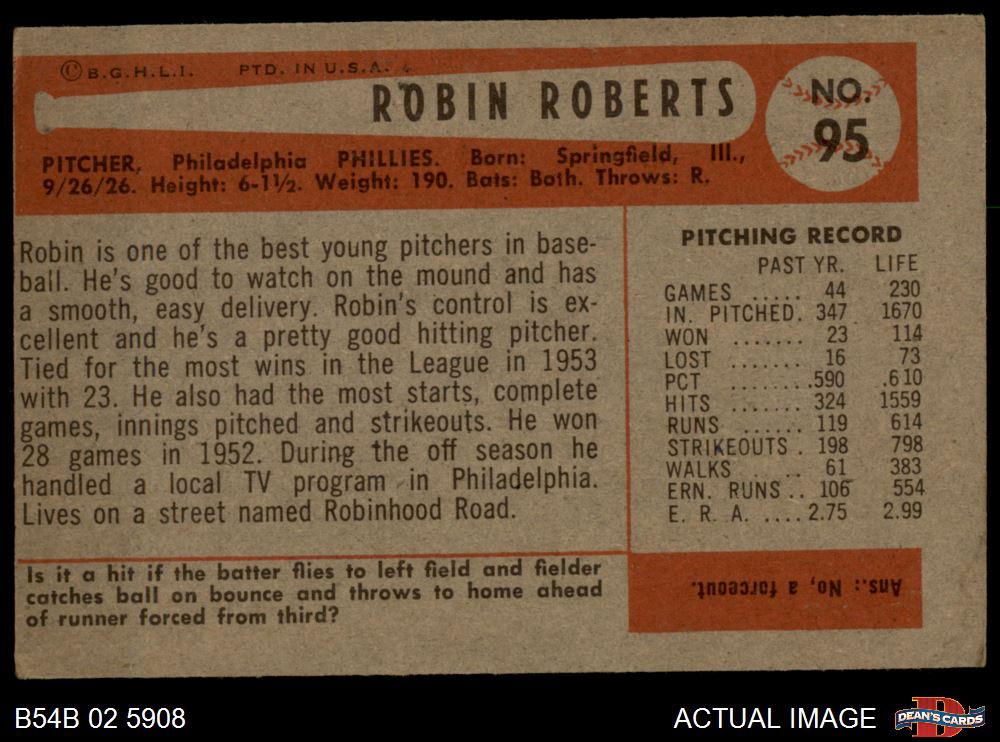 ©B.G.H.L.I. PTD. IN U.S.A.
ROBIN ROBERTS
NO.
95
PITCHER, Philadelphia PHILLIES. Born: Springfield, Ill.,
9/26/26. Height: 6-1½. Weight: 190. Bats: Both. Throws: R.
Robin is one of the best young pitchers in base-
ball. He's good to watch on the mound and has
a smooth, easy delivery. Robin's control is ex-
cellent and he's a pretty good hitting pitcher.
Tied for the most wins in the League in 1953
with 23. He also had the most starts, complete
games, innings pitched and strikeouts. He won
28 games in 1952. During the off season he
handled a local TV program in Philadelphia.
Lives on a street named Robinhood Road.
PITCHING RECORD
PAST YR. LIFE
GAMES ..... 44 230
IN. PITCHED. 347 1670
WON ....... 23 114
LOST ....... 16 73
PCT ........590 .610
HITS ....... 324 1559
RUNS ...... 119 614
STRIKEOUTS . 198 798
WALKS ..... 61 383
ERN. RUNS .. 106 554
E. R. A. .... 2.75 2.99
Is it a hit if the batter flies to left field and fielder
catches ball on bounce and throws to home ahead
of runner forced from third?
Ans.: No, a forceout.
B54B 02 5908
ACTUAL IMAGE
D
DEAN'S CARDS